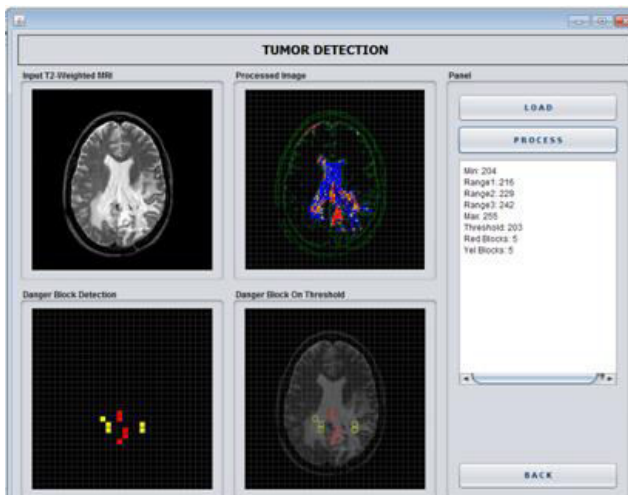 TUMOR DETECTION
Input T2-Weighted MRI
Processed Image
Panel
LOAD
PROCESS
Min: 204
Range1: 216
Range2: 229
Range3: 242
Max: 255
Threshold: 203
Red Blocks: 5
Yel Blocks: 5
Danger Block Detection
Danger Block On Threshold
BACK